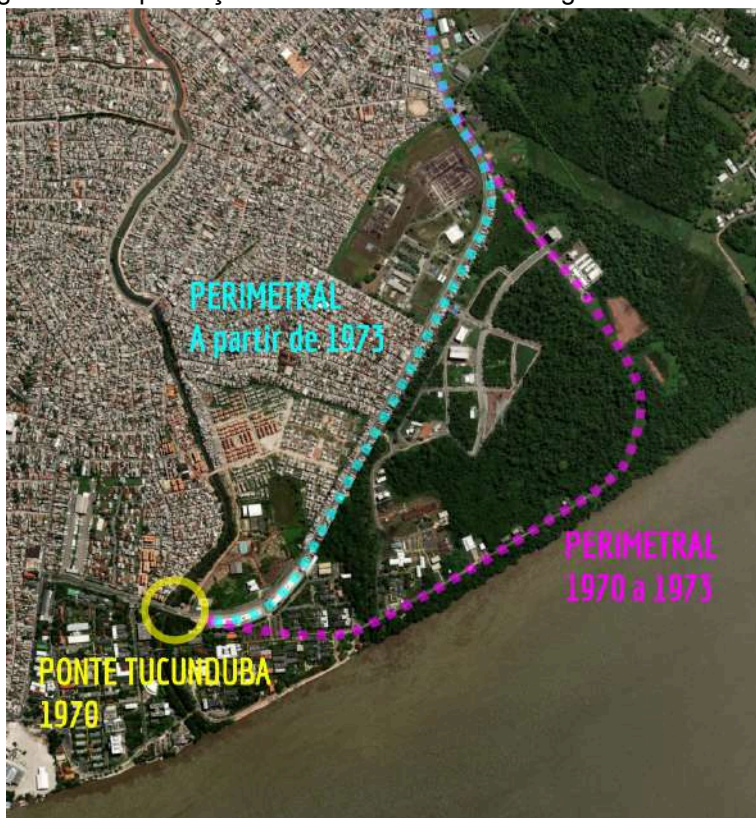 PERIMETRAL
A partir de 1973
PERIMETRAL
1970 a 1973
PONTE TUCUNDUBA
1970